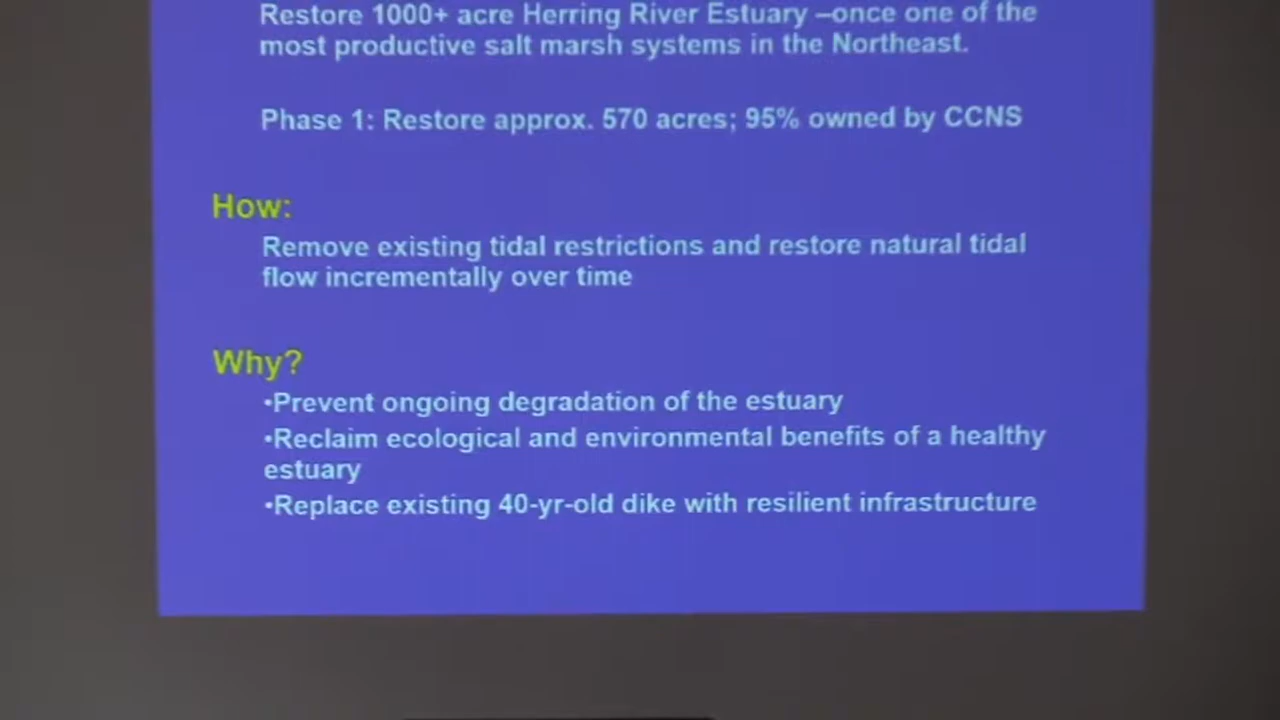 Restore 1000+ acre Herring River Estuary –once one of the
most productive salt marsh systems in the Northeast.
Phase 1: Restore approx. 570 acres; 95% owned by CCNS
How:
Remove existing tidal restrictions and restore natural tidal
flow incrementally over time
Why?
•Prevent ongoing degradation of the estuary
•Reclaim ecological and environmental benefits of a healthy
estuary
•Replace existing 40-yr-old dike with resilient infrastructure